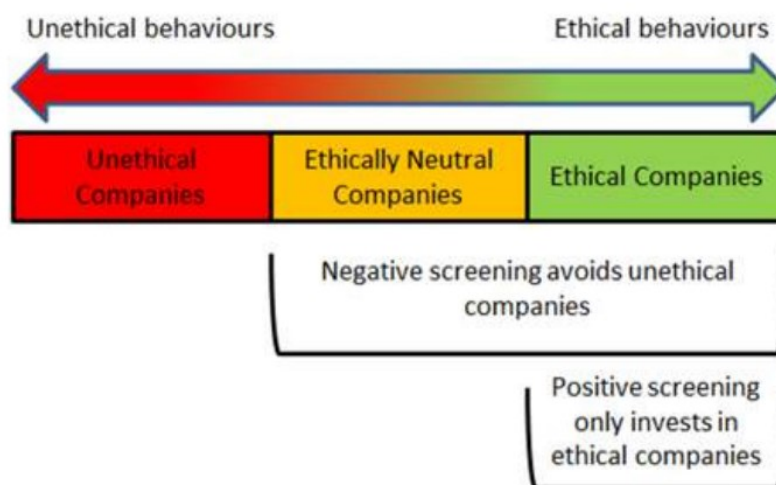 Unethical behaviours
Ethical behaviours
Unethical
Companies
Ethically Neutral
Companies
Ethical Companies
Negative screening avoids unethical
companies
Positive screening
only invests in
ethical companies